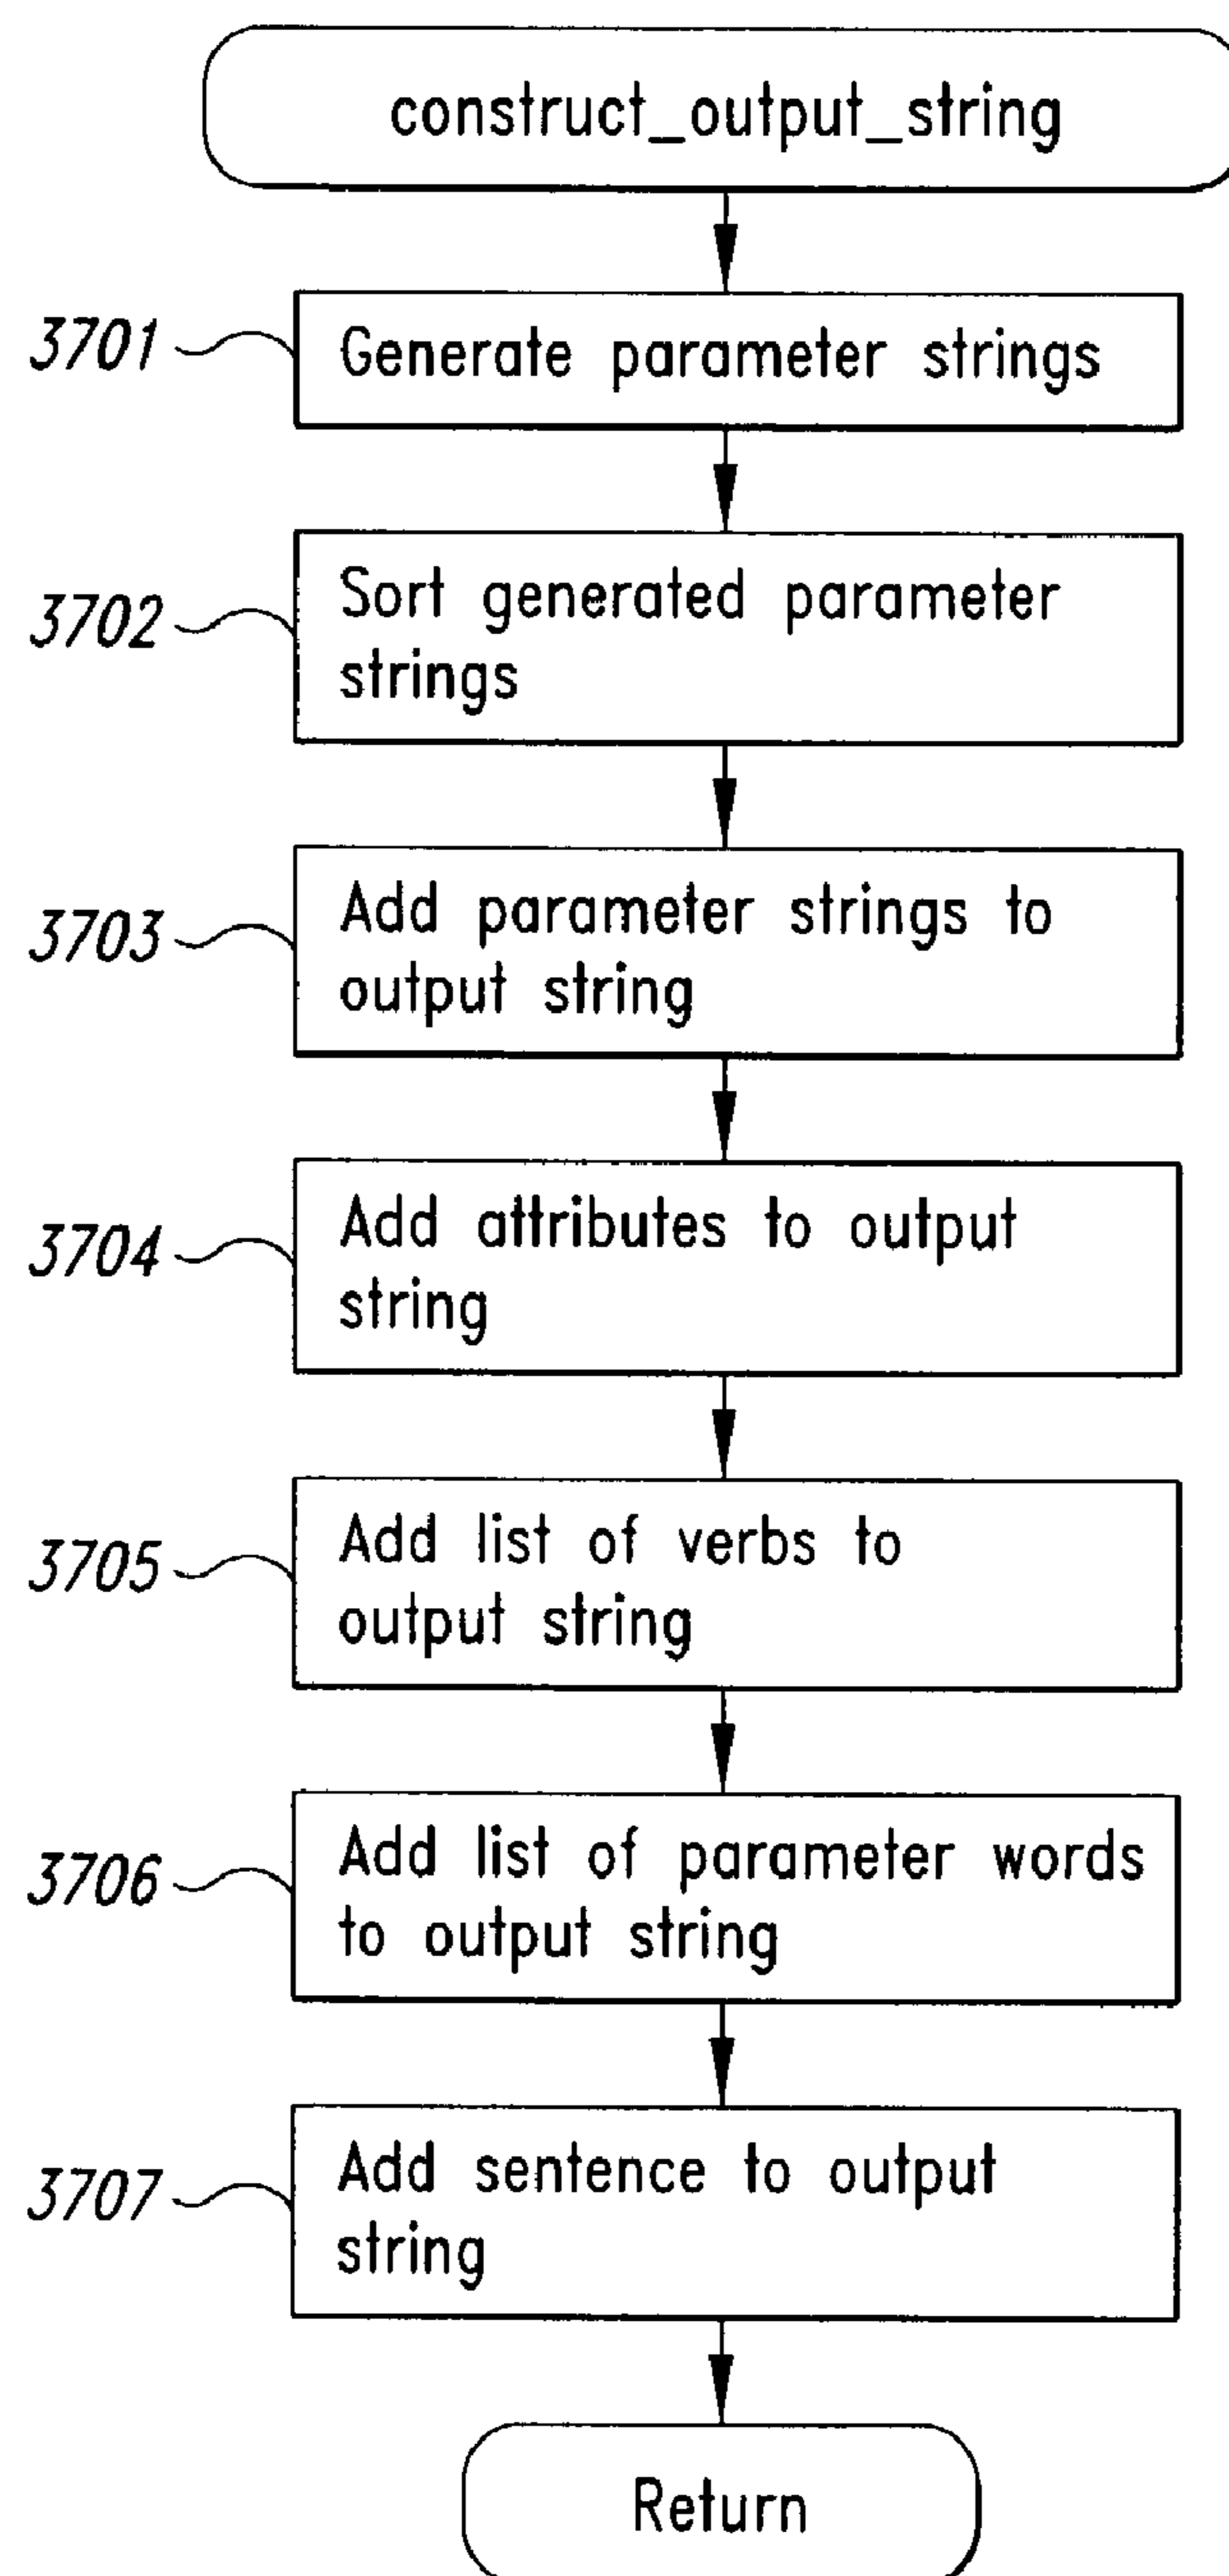 construct_output_string
3701
Generate parameter strings
3702
Sort generated parameter
strings
3703
Add parameter strings to
output string
3704
Add attributes to output
string
3705
Add list of verbs to
output string
3706
Add list of parameter words
to output string
3707
Add sentence to output
string
Return